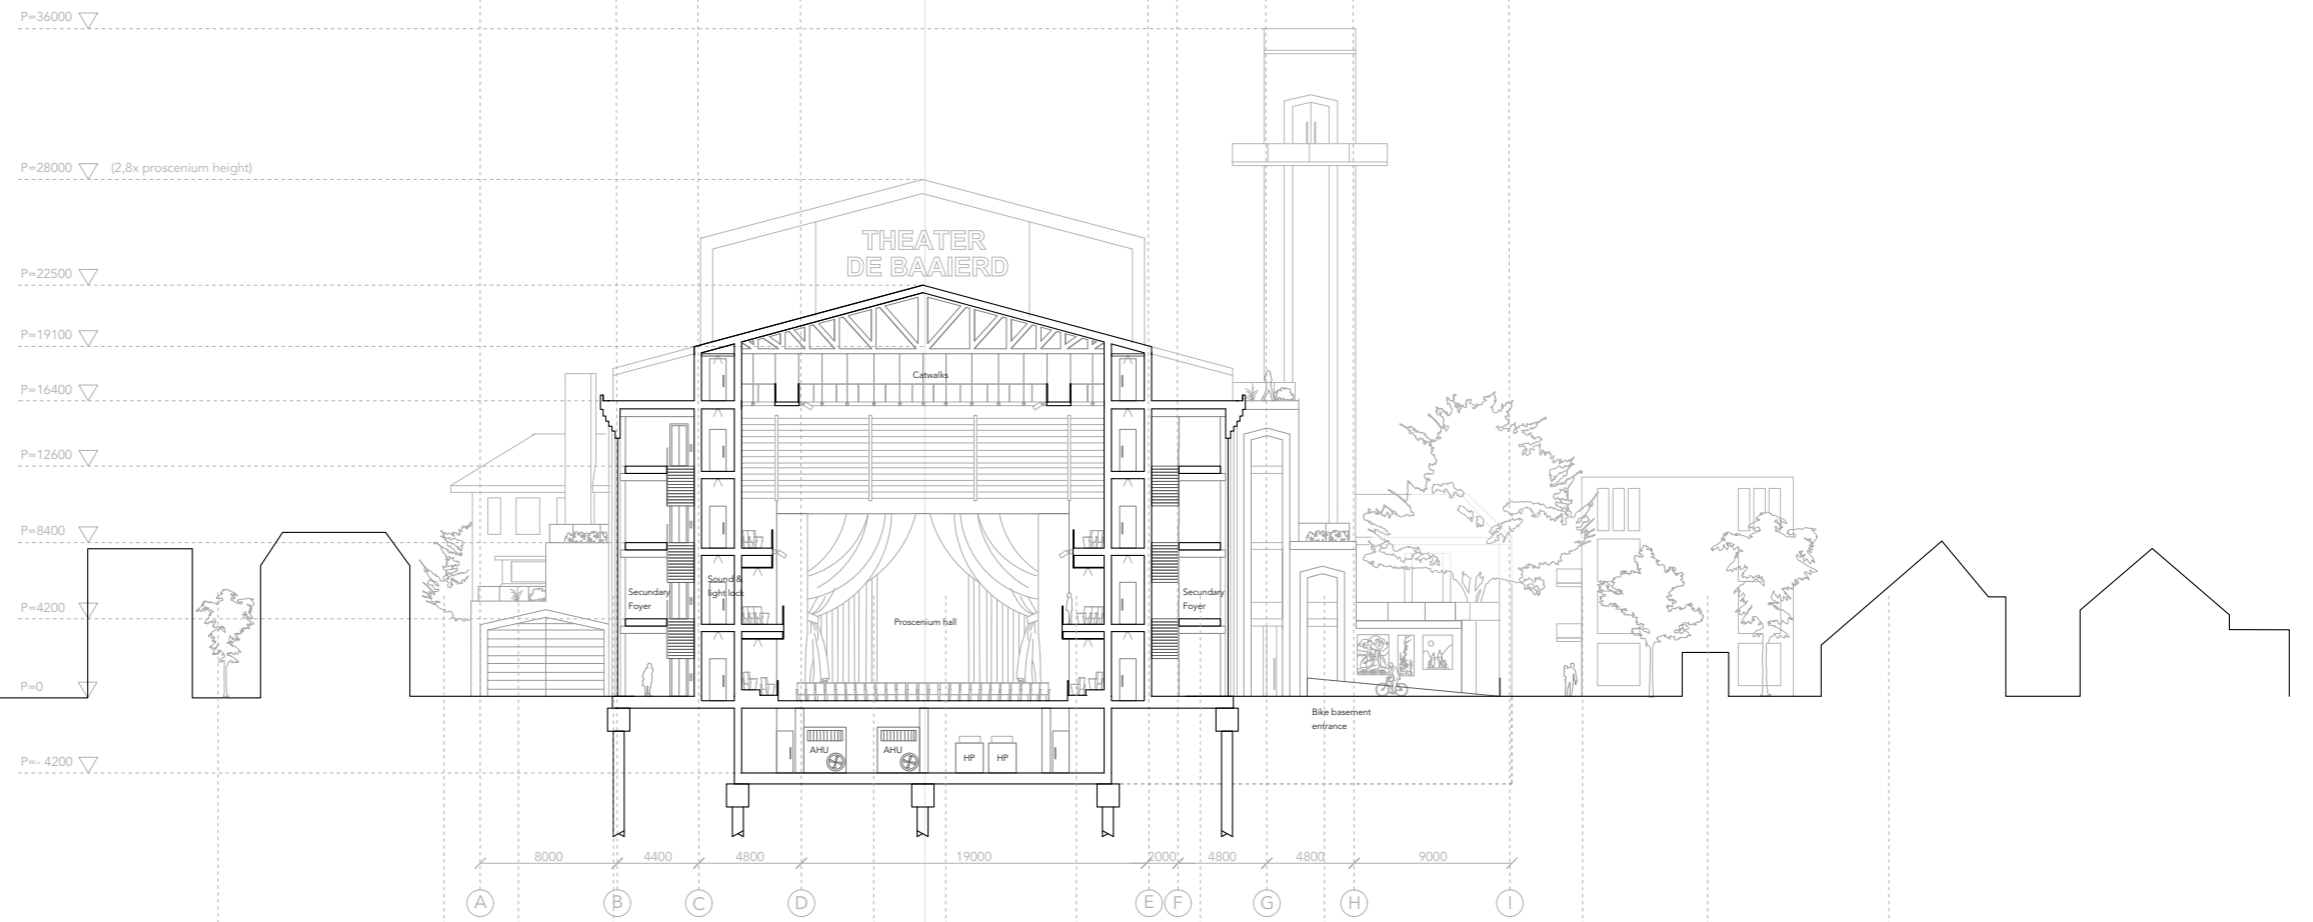 P=36000
P=28000 (2,8x proscenium height)
THEATER
DE BAAIERD
P=22500
P=19100
Catwalks
P=16400
P=12600
P=8400
Sound &
light lock
Secundary
Foyer
Secundary
Foyer
P=4200
Proscenium hall
P=0
Bike basement
entrance
AHU
AHU
HP
HP
P=- 4200
8000
4400
4800
19000
2000
4800
4800
9000
A
B
C
D
E
F
G
H
I